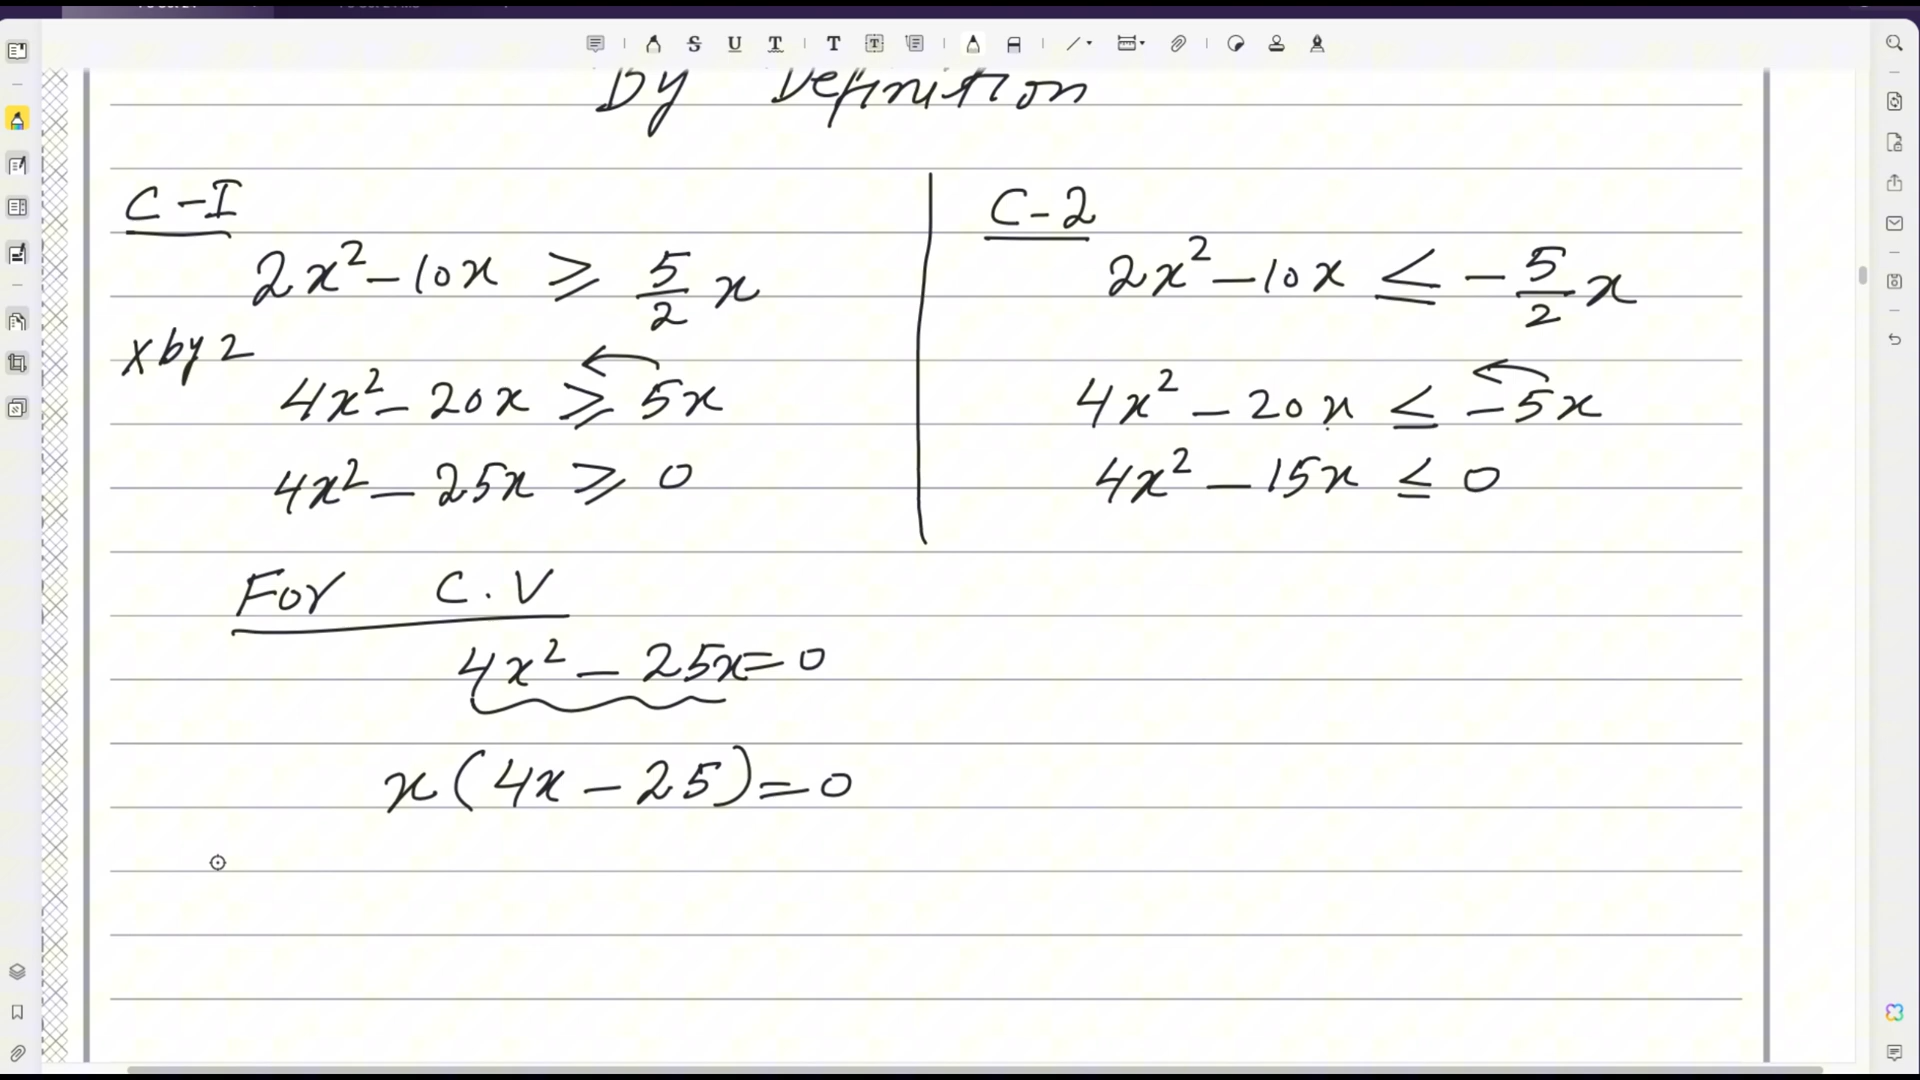 By Definition
C-I
2x² - 10x ≥ 5/2 x
x by 2
4x² - 20x ≥ 5x
4x² - 25x ≥ 0
C-2
2x² - 10x ≤ - 5/2 x
4x² - 20x ≤ - 5x
4x² - 15x ≤ 0
For C.V
4x² - 25x = 0
x(4x - 25) = 0